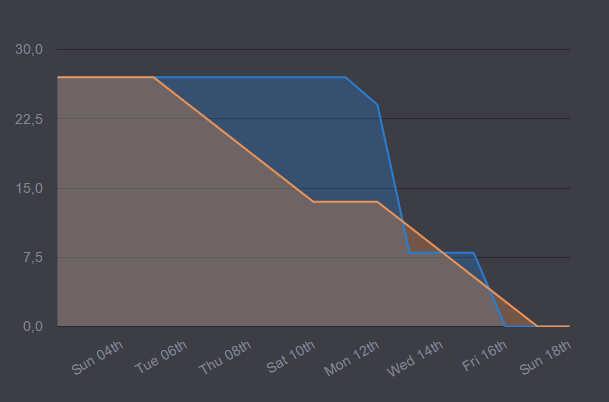 30,0
22,5
15,0
7,5
0,0
Sun 04th
Tue 06th
Thu 08th
Sat 10th
Mon 12th
Wed 14th
Fri 16th
Sun 18th